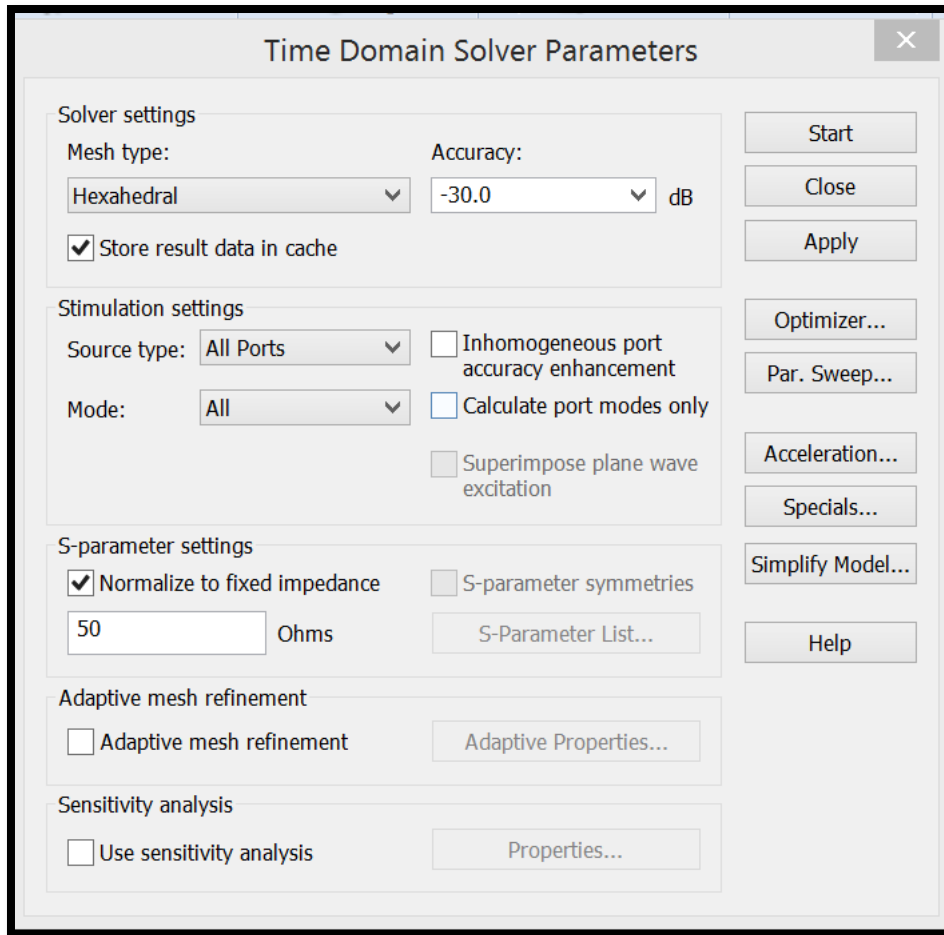 Time Domain Solver Parameters
Solver settings
Mesh type:
Accuracy:
Hexahedral
-30.0
dB
Store result data in cache
Stimulation settings
Source type:
All Ports
Inhomogeneous port
accuracy enhancement
Mode:
All
Calculate port modes only
Superimpose plane wave
excitation
S-parameter settings
Normalize to fixed impedance
S-parameter symmetries
50
Ohms
S-Parameter List...
Adaptive mesh refinement
Adaptive mesh refinement
Adaptive Properties...
Sensitivity analysis
Use sensitivity analysis
Properties...
Start
Close
Apply
Optimizer...
Par. Sweep...
Acceleration...
Specials...
Simplify Model...
Help